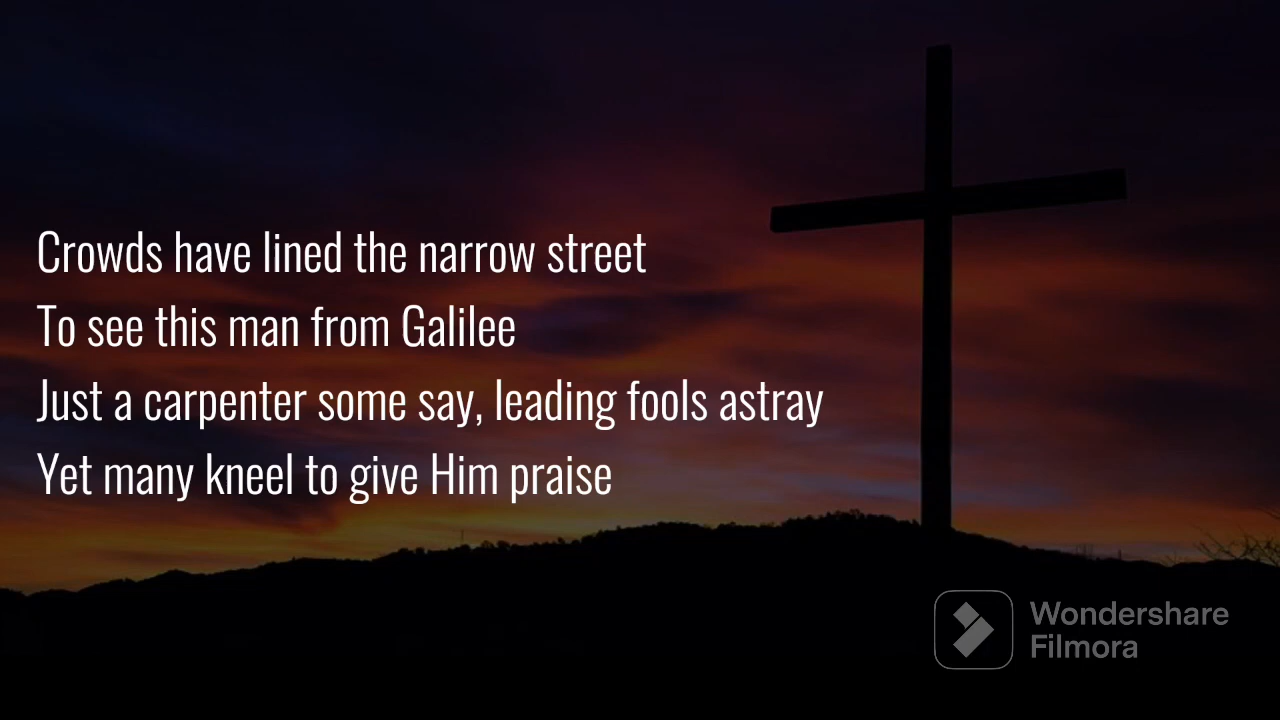 Crowds have lined the narrow street
To see this man from Galilee
Just a carpenter some say, leading fools astray
Yet many kneel to give Him praise
Wondershare
Filmora